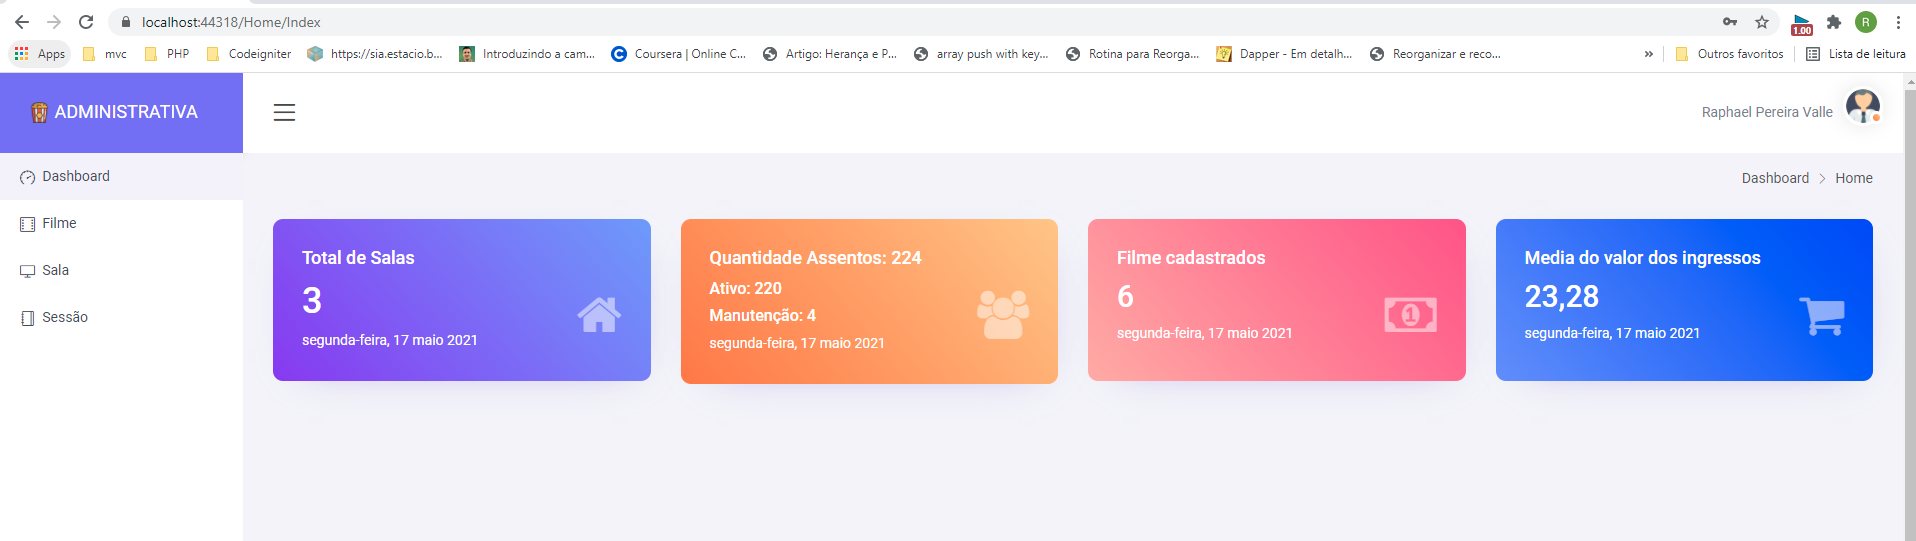 localhost:44318/Home/Index
1.00
R
Apps mvc PHP Codeigniter https://sia.estacio.b... Introduzindo a cam... Coursera | Online C... Artigo: Herança e P... array push with key... Rotina para Reorga... Dapper - Em detalh... Reorganizar e reco... » Outros favoritos Lista de leitura
ADMINISTRATIVA
Raphael Pereira Valle
Dashboard
Filme
Sala
Sessão
Dashboard > Home
Total de Salas
3
segunda-feira, 17 maio 2021
Quantidade Assentos: 224
Ativo: 220
Manutenção: 4
segunda-feira, 17 maio 2021
Filme cadastrados
6
segunda-feira, 17 maio 2021
1
Media do valor dos ingressos
23,28
segunda-feira, 17 maio 2021